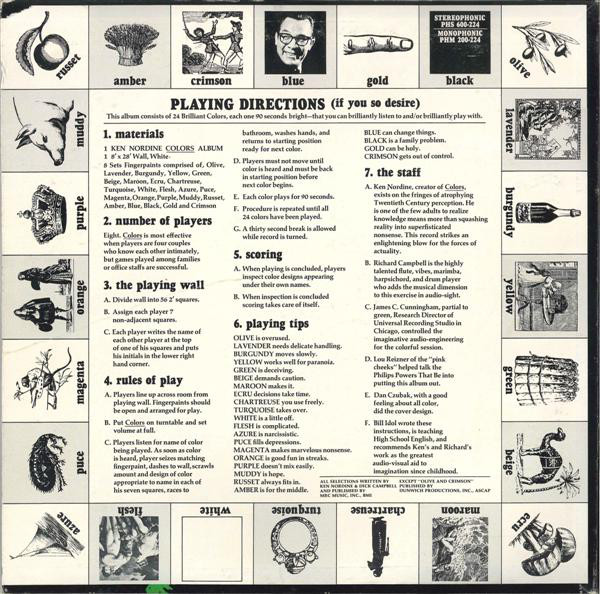 russet
amber
crimson
blue
gold
STEREOPHONIC
PHS 600-224
MONOPHONIC
PHM 200-224
black
olive
muddy
purple
orange
magenta
puce
azure
lavender
burgundy
yellow
green
beige
ecru
flesh
white
turquoise
chartreuse
maroon
PLAYING DIRECTIONS (if you so desire)
This album consists of 24 Brilliant Colors, each one 90 seconds bright—that you can brilliantly listen to and/or brilliantly play with.
1. materials
1 KEN NORDINE COLORS ALBUM
1 8' x 28' Wall, White
8 Sets Fingerpaints comprised of, Olive,
Lavender, Burgundy, Yellow, Green,
Beige, Maroon, Ecru, Chartreuse,
Turquoise, White, Flesh, Azure, Puce,
Magenta, Orange, Purple, Muddy, Russet,
Amber, Blue, Black, Gold and Crimson
2. number of players
Eight. Colors is most effective
when players are four couples
who know each other intimately,
but games played among families
or office staffs are successful.
3. the playing wall
A. Divide wall into 56 2' squares.
B. Assign each player 7
non-adjacent squares.
C. Each player writes the name of
each other player at the top
of one of his squares and puts
his initials in the lower right
hand corner.
4. rules of play
A. Players line up across room from
playing wall. Fingerpaints should
be open and arranged for play.
B. Put Colors on turntable and set
volume at full.
C. Players listen for name of color
being played. As soon as color
is heard, player seizes matching
fingerpaint, dashes to wall, scrawls
amount and design of color
appropriate to name in each of
his seven squares, races to
bathroom, washes hands, and
returns to starting position
ready for next color.
D. Players must not move until
color is heard and must be back
in starting position before
next color begins.
E. Each color plays for 90 seconds.
F. Procedure is repeated until all
24 colors have been played.
G. A thirty second break is allowed
while record is turned.
5. scoring
A. When playing is concluded, players
inspect color designs appearing
under their own names.
B. When inspection is concluded
scoring takes care of itself.
6. playing tips
OLIVE is overused.
LAVENDER needs delicate handling.
BURGUNDY moves slowly.
YELLOW works well for paranoia.
GREEN is deceiving.
BEIGE demands caution.
MAROON makes it.
ECRU decisions take time.
CHARTREUSE you use freely.
TURQUOISE takes over.
WHITE is a little off.
FLESH is complicated.
AZURE is narcissistic.
PUCE fills depressions.
MAGENTA makes marvelous nonsense.
ORANGE is good fun in streaks.
PURPLE doesn't mix easily.
MUDDY is hope.
RUSSET always fits in.
AMBER is for the middle.
BLUE can change things.
BLACK is a family problem.
GOLD can be holy.
CRIMSON gets out of control.
7. the staff
A. Ken Nordine, creator of Colors,
exists on the fringes of atrophying
Twentieth Century perception. He
is one of the few adults to realize
knowledge means more than squashing
reality into superfisticated
nonsense. This record strikes an
enlightening blow for the forces of
actuality.
B. Richard Campbell is the highly
talented flute, vibes, marimba,
harpsichord, and drum player
who adds the musical dimension
to this exercise in audio-sight.
C. James C. Cunningham, partial to
green, Research Director of
Universal Recording Studio in
Chicago, controlled the
imaginative audio-engineering
for the colorful session.
D. Lou Reizner of the "pink
cheeks" helped talk the
Philips Powers That Be into
putting this album out.
E. Dan Czubak, with a good
feeling about all color,
did the cover design.
F. Bill Idol wrote these
instructions, is teaching
High School English, and
recommends Ken's and Richard's
work as the greatest
audio-visual aid to
imagination since childhood.
ALL SELECTIONS WRITTEN BY
KEN NORDINE & DICK CAMPBELL
AND PUBLISHED BY
MRC MUSIC, INC., BMI
EXCEPT "OLIVE AND CRIMSON"
PUBLISHED BY
DUNWICH PRODUCTIONS, INC., ASCAP